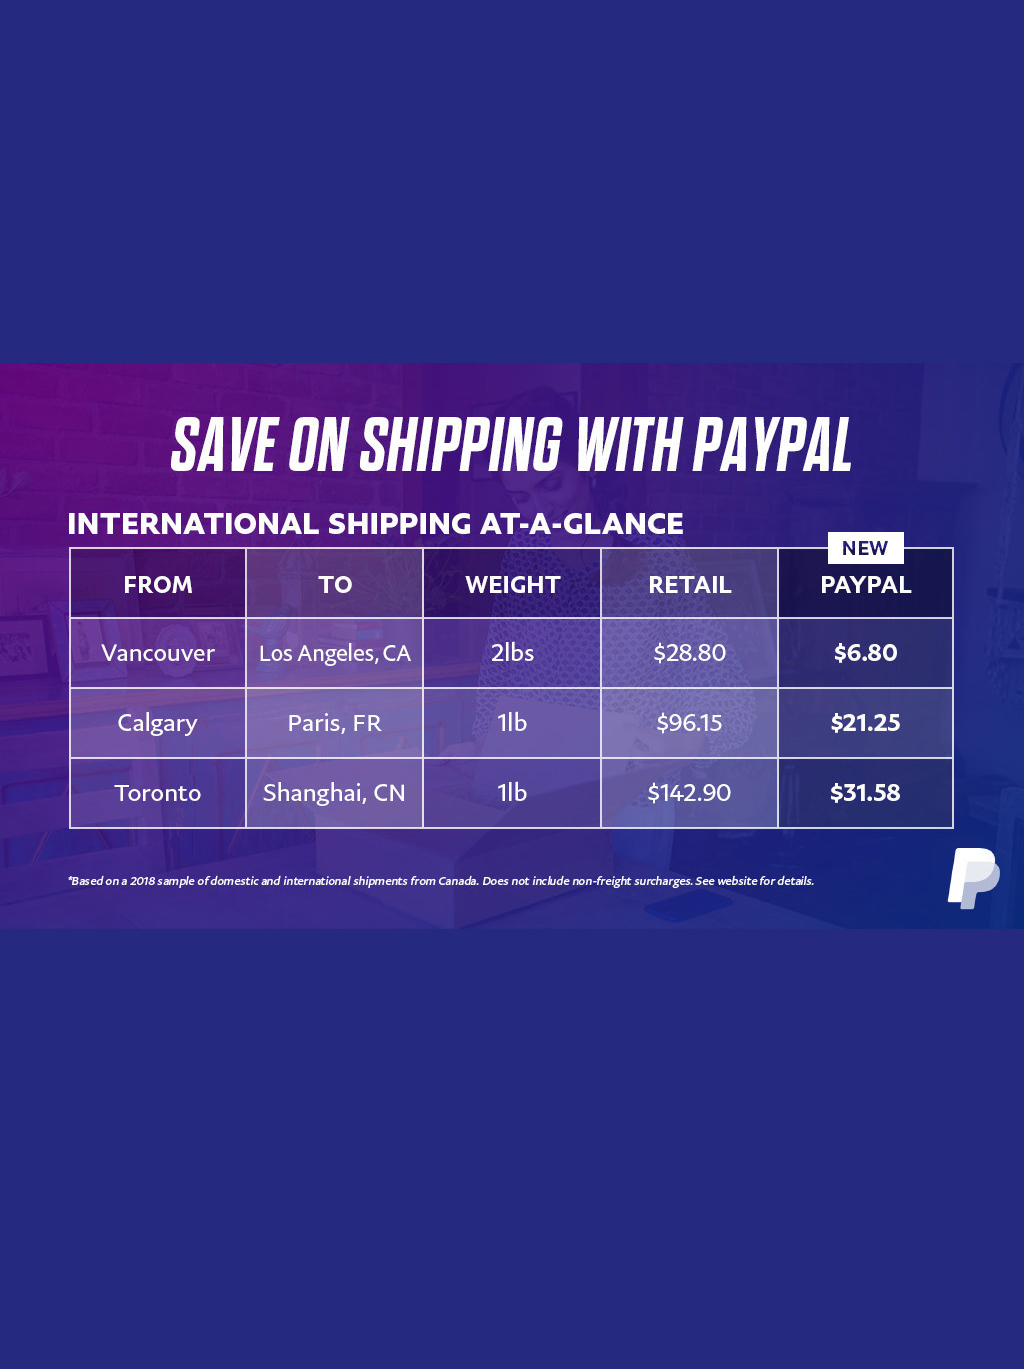 SAVE ON SHIPPING WITH PAYPAL
INTERNATIONAL SHIPPING AT-A-GLANCE
NEW
FROM TO WEIGHT RETAIL PAYPAL
Vancouver Los Angeles, CA 2lbs $28.80 $6.80
Calgary Paris, FR 1lb $96.15 $21.25
Toronto Shanghai, CN 1lb $142.90 $31.58
*Based on a 2018 sample of domestic and international shipments from Canada. Does not include non-freight surcharges. See website for details.